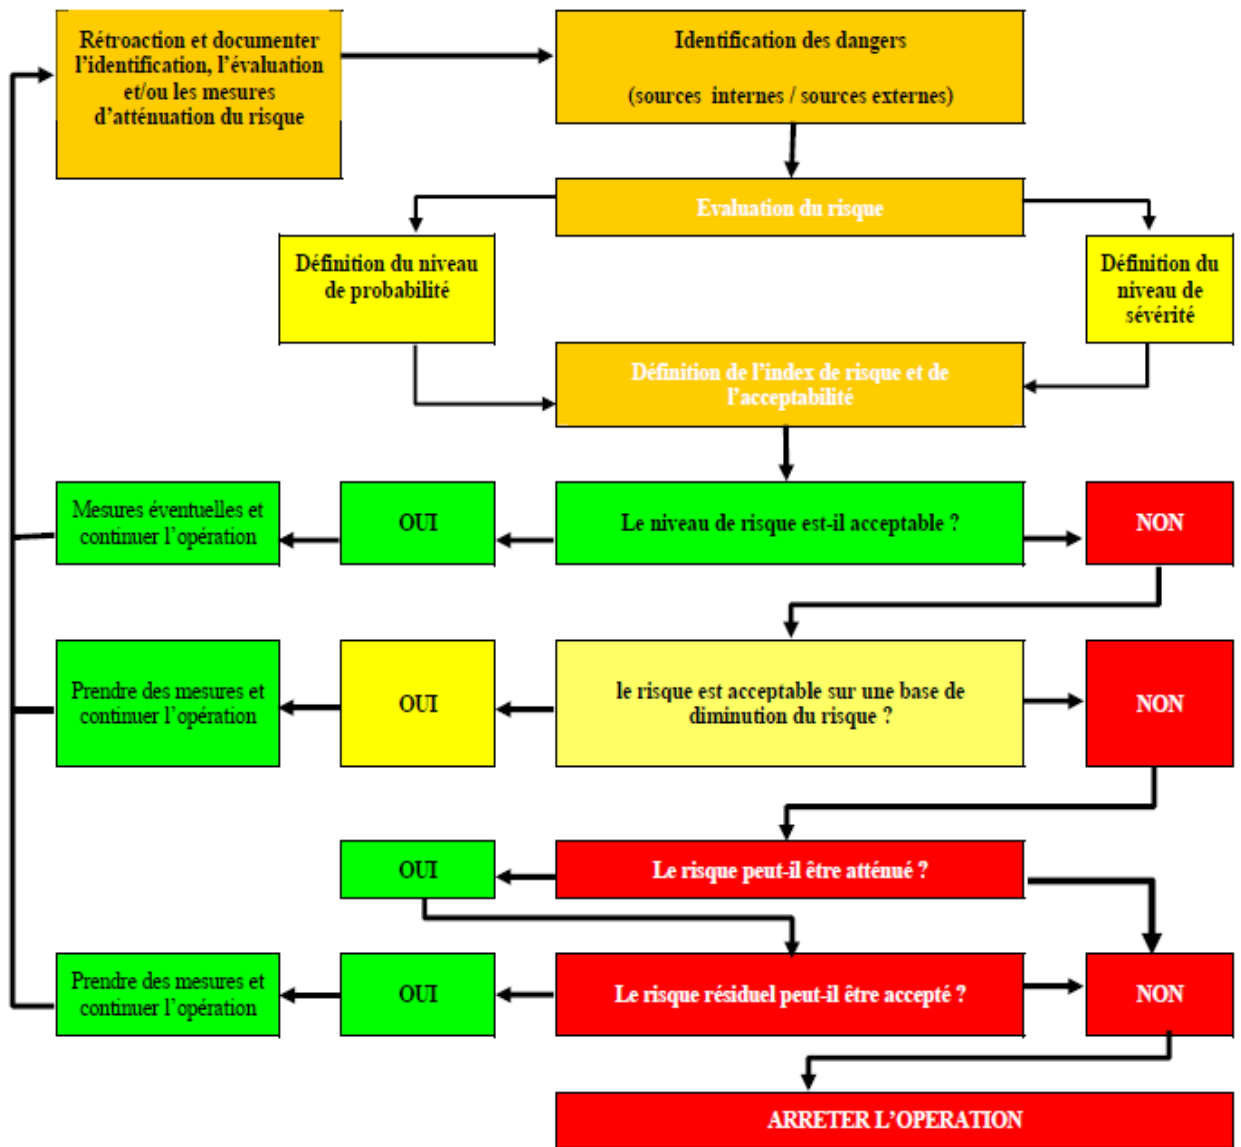 Rétroaction et documenter
l'identification, l'évaluation
et/ou les mesures
d'atténuation du risque
Identification des dangers
(sources internes / sources externes)
Evaluation du risque
Définition du niveau
de probabilité
Définition du
niveau de
sévérité
Définition de l'index de risque et de
l'acceptabilité
Mesures éventuelles et
continuer l'opération
OUI
Le niveau de risque est-il acceptable ?
NON
Prendre des mesures et
continuer l'opération
OUI
le risque est acceptable sur une base de
diminution du risque ?
NON
OUI
Le risque peut-il être atténué ?
Prendre des mesures et
continuer l'opération
OUI
Le risque résiduel peut-il être accepté ?
NON
ARRETER L'OPERATION